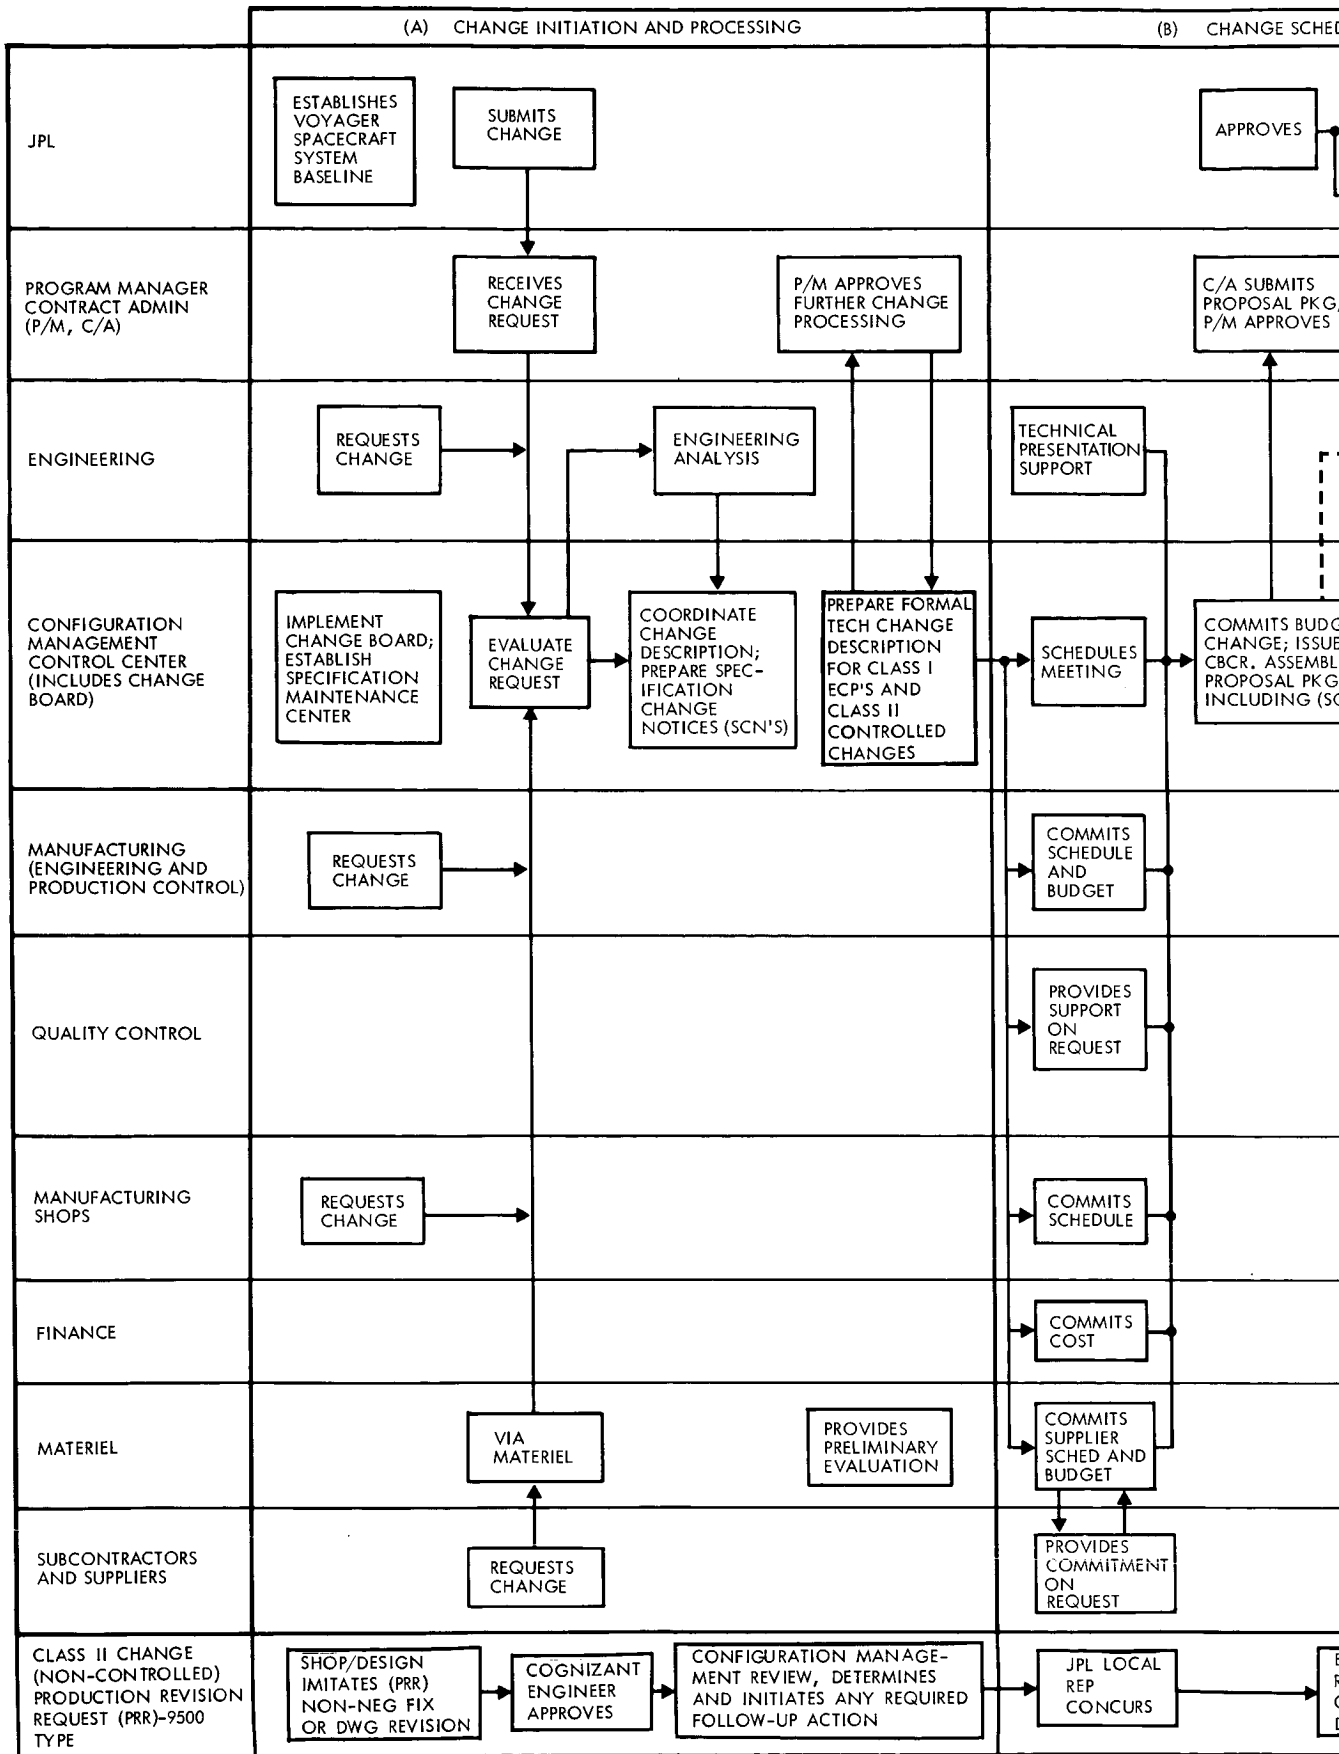 (A) CHANGE INITIATION AND PROCESSING
(B) CHANGE
JPL
ESTABLISHES
VOYAGER
SPACECRAFT
SYSTEM
BASELINE
SUBMITS
CHANGE
APPROVES
PROGRAM MANAGER
CONTRACT ADMIN
(P/M, C/A)
RECEIVES
CHANGE
REQUEST
P/M APPROVES
FURTHER CHANGE
PROCESSING
C/A SUBMITS
PROPOSAL PKG,
P/M APPROVES
ENGINEERING
REQUESTS
CHANGE
ENGINEERING
ANALYSIS
TECHNICAL
PRESENTATION
SUPPORT
CONFIGURATION
MANAGEMENT
CONTROL CENTER
(INCLUDES CHANGE
BOARD)
IMPLEMENT
CHANGE BOARD;
ESTABLISH
SPECIFICATION
MAINTENANCE
CENTER
EVALUATE
CHANGE
REQUEST
COORDINATE
CHANGE
DESCRIPTION;
PREPARE SPEC-
IFICATION
CHANGE
NOTICES (SCN'S)
PREPARE FORMAL
TECH CHANGE
DESCRIPTION
FOR CLASS I
ECP'S AND
CLASS II
CONTROLLED
CHANGES
SCHEDULES
MEETING
COMMITS
CHANGE;
CBCR.
PROPOSAL PKG
INCLUDING
MANUFACTURING
(ENGINEERING AND
PRODUCTION CONTROL)
REQUESTS
CHANGE
COMMITS
SCHEDULE
AND
BUDGET
QUALITY CONTROL
PROVIDES
SUPPORT
ON
REQUEST
MANUFACTURING
SHOPS
REQUESTS
CHANGE
COMMITS
SCHEDULE
FINANCE
COMMITS
COST
MATERIEL
VIA
MATERIEL
PROVIDES
PRELIMINARY
EVALUATION
COMMITS
SUPPLIER
SCHED AND
BUDGET
SUBCONTRACTORS
AND SUPPLIERS
REQUESTS
CHANGE
PROVIDES
COMMITMENT
ON
REQUEST
CLASS II CHANGE
(NON-CONTROLLED)
PRODUCTION REVISION
REQUEST (PRR)-9500
TYPE
SHOP/DESIGN
IMITATES (PRR)
NON-NEG FIX
OR DWG REVISION
COGNIZANT
ENGINEER
APPROVES
CONFIGURATION MANAGE-
MENT REVIEW, DETERMINES
AND INITIATES ANY REQUIRED
FOLLOW-UP ACTION
JPL LOCAL
REP
CONCURS